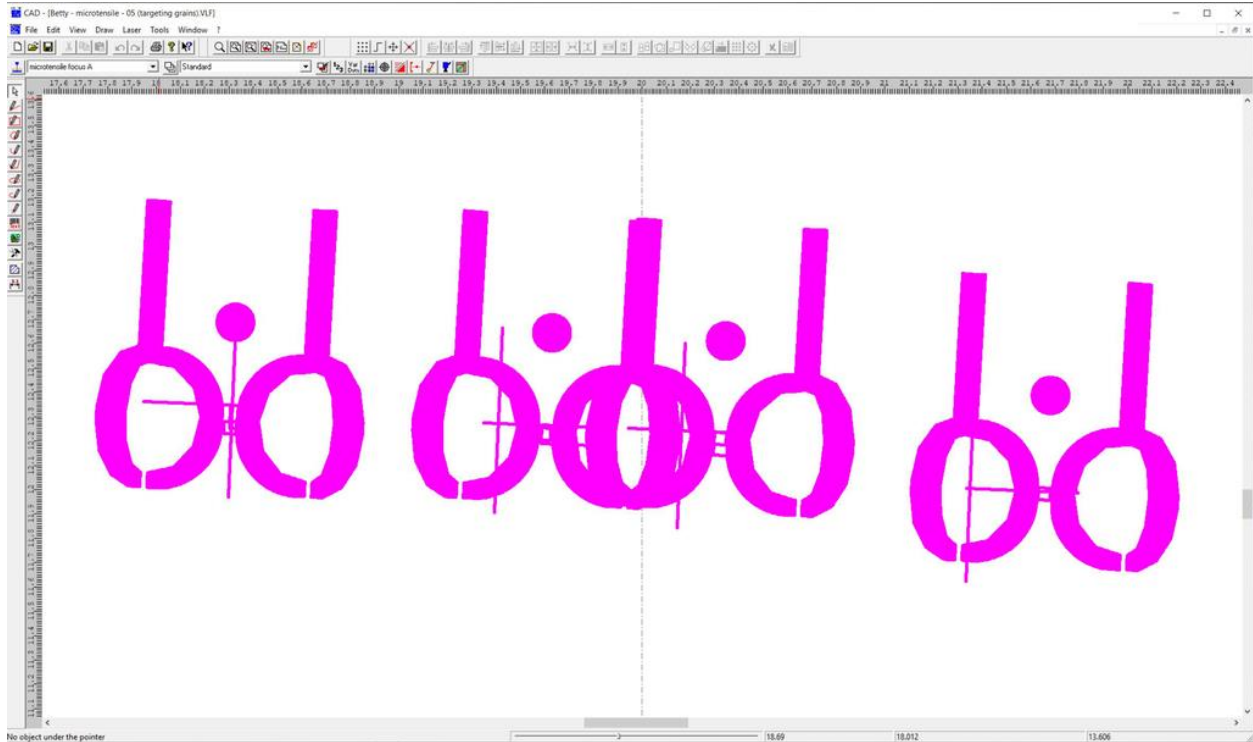 CAD - [Betty - microtensile - 05 (targeting grains).VLF]
File Edit View Draw Laser Tools Window ?
microtensile focus A Standard
17,6 17,7 17,8 17,9 18 18,1 18,2 18,3 18,4 18,5 18,6 18,7 18,8 18,9 19 19,1 19,2 19,3 19,4 19,5 19,6 19,7 19,8 19,9 20 20,1 20,2 20,3 20,4 20,5 20,6 20,7 20,8 20,9 21 21,1 21,2 21,3 21,4 21,5 21,6 21,7 21,8 21,9 22 22,1 22,2 22,3 22,4
No object under the pointer 18.69 18.012 13.606